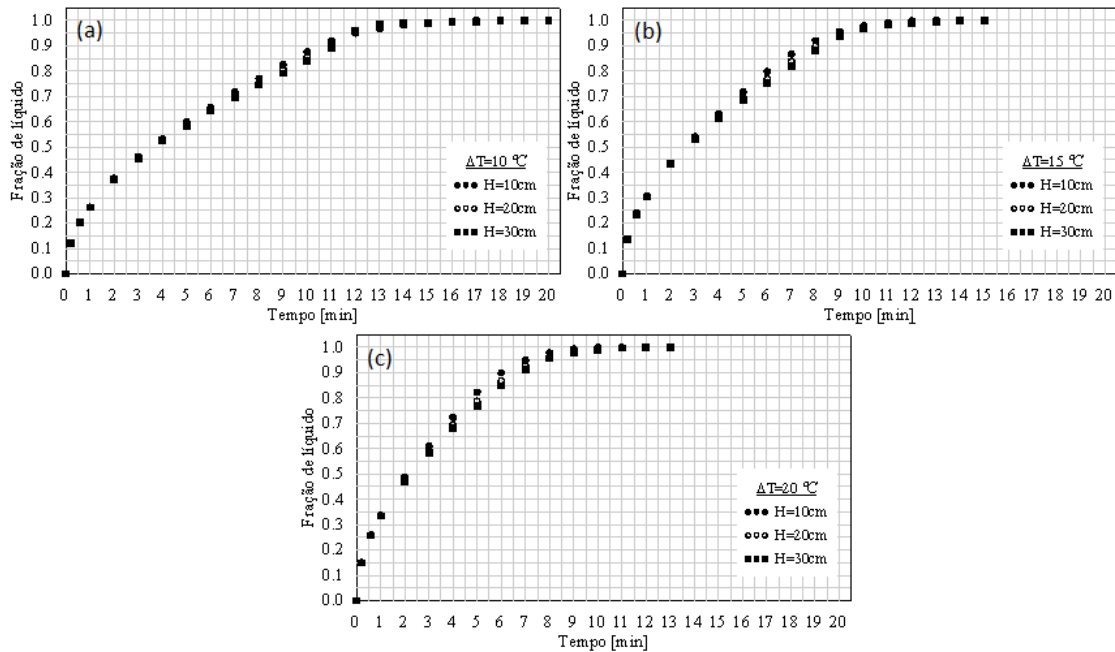 (a)
Fração de líquido
1.0
0.9
0.8
0.7
0.6
0.5
0.4
0.3
0.2
0.1
0.0
ΔT=10 ºC
H=10cm
H=20cm
H=30cm
0 1 2 3 4 5 6 7 8 9 10 11 12 13 14 15 16 17 18 19 20
Tempo [min]
(b)
Fração de líquido
1.0
0.9
0.8
0.7
0.6
0.5
0.4
0.3
0.2
0.1
0.0
ΔT=15 ºC
H=10cm
H=20cm
H=30cm
0 1 2 3 4 5 6 7 8 9 10 11 12 13 14 15 16 17 18 19 20
Tempo [min]
(c)
Fração de líquido
1.0
0.9
0.8
0.7
0.6
0.5
0.4
0.3
0.2
0.1
0.0
ΔT=20 ºC
H=10cm
H=20cm
H=30cm
0 1 2 3 4 5 6 7 8 9 10 11 12 13 14 15 16 17 18 19 20
Tempo [min]